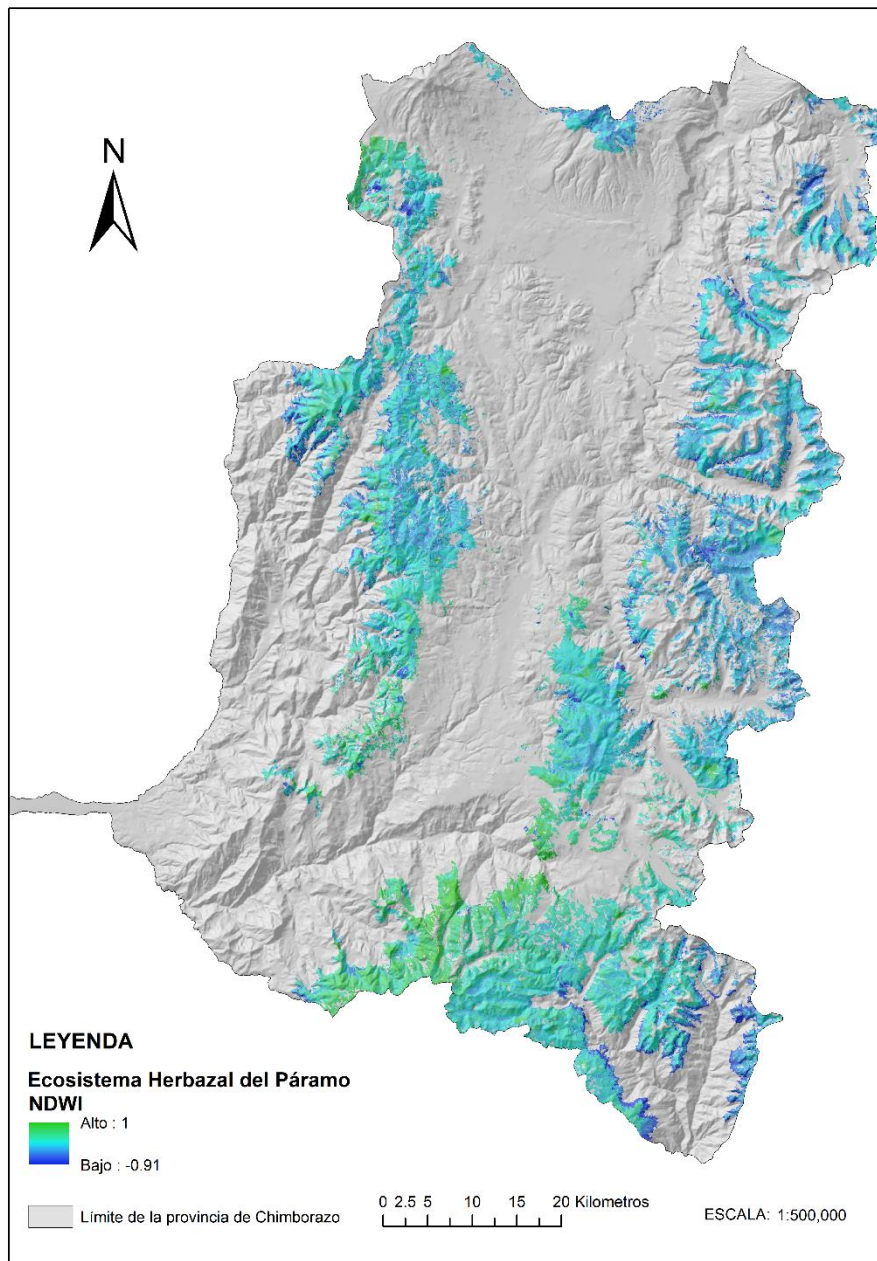 N
LEYENDA
Ecosistema Herbazal del Páramo
NDWI
Alto : 1
Bajo : -0.91
Límite de la provincia de Chimborazo
0 2.5 5 10 15 20 Kilometros
ESCALA: 1:500,000